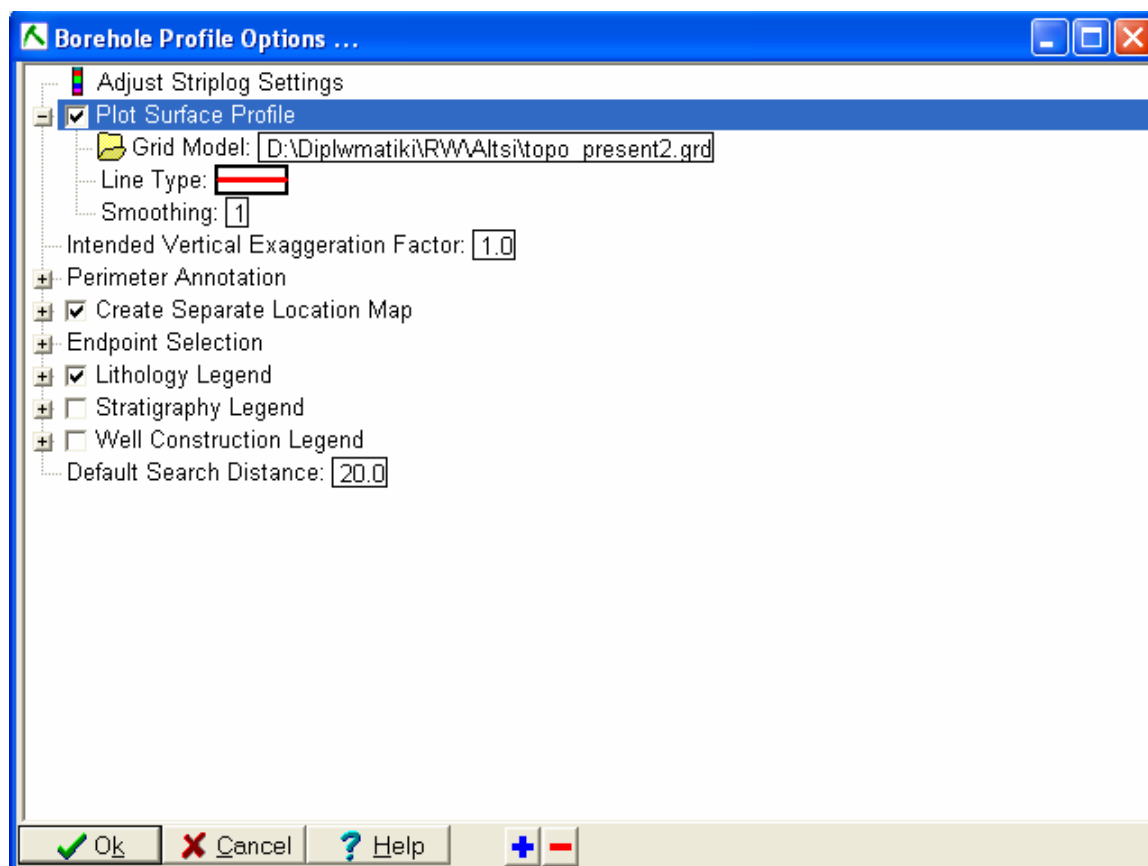 Borehole Profile Options ...
Adjust Striplog Settings
Plot Surface Profile
Grid Model: D:\Diplwmatiki\RW\Altsi\topo_present2.grd
Line Type:
Smoothing: 1
Intended Vertical Exaggeration Factor: 1.0
Perimeter Annotation
Create Separate Location Map
Endpoint Selection
Lithology Legend
Stratigraphy Legend
Well Construction Legend
Default Search Distance: 20.0
Ok Cancel Help